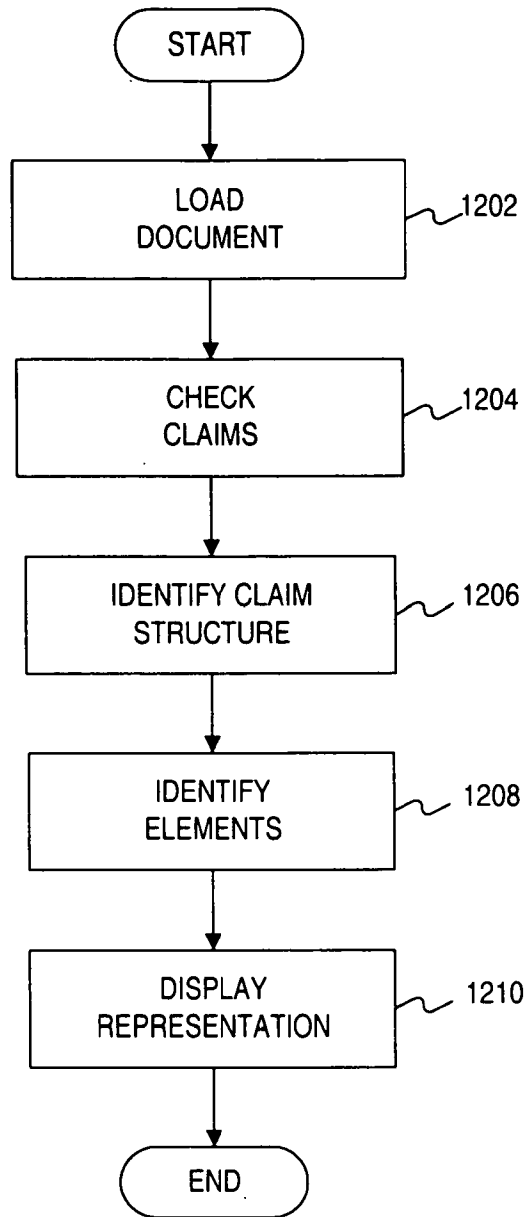 START
LOAD
DOCUMENT
1202
CHECK
CLAIMS
1204
IDENTIFY CLAIM
STRUCTURE
1206
IDENTIFY
ELEMENTS
1208
DISPLAY
REPRESENTATION
1210
END